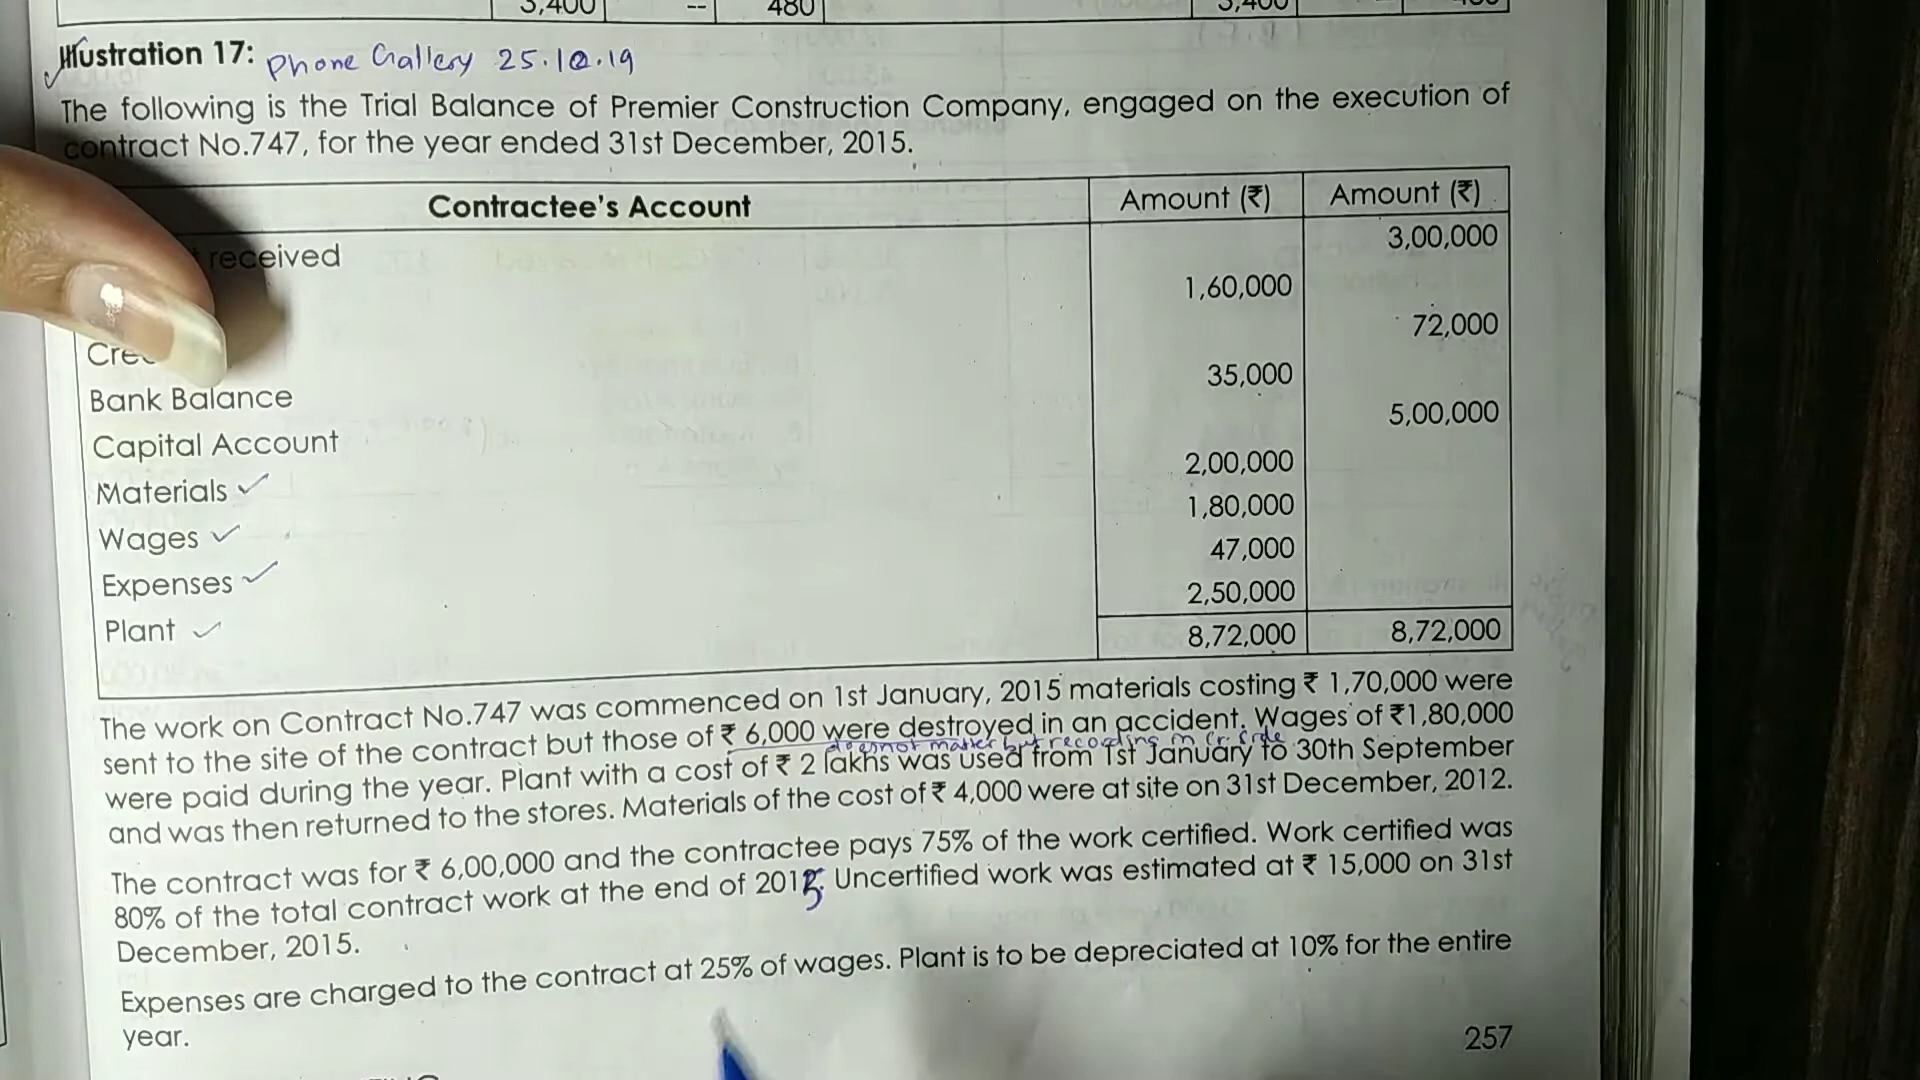 3,400 -- 480 3,400
Illustration 17: Phone Gallery 25.10.19
The following is the Trial Balance of Premier Construction Company, engaged on the execution of
contract No.747, for the year ended 31st December, 2015.
Contractee's Account Amount (₹) Amount (₹)
received 3,00,000
1,60,000
Cre 72,000
Bank Balance 35,000
Capital Account 5,00,000
Materials ✓ 2,00,000
Wages ✓ 1,80,000
Expenses ✓ 47,000
Plant ✓ 2,50,000
8,72,000 8,72,000
The work on Contract No.747 was commenced on 1st January, 2015 materials costing ₹ 1,70,000 were
sent to the site of the contract but those of ₹ 6,000 were destroyed in an accident. Wages of ₹1,80,000
doesnot matter but recording in Cr. side
were paid during the year. Plant with a cost of ₹ 2 lakhs was used from 1st January to 30th September
and was then returned to the stores. Materials of the cost of ₹ 4,000 were at site on 31st December, 2012.
The contract was for ₹ 6,00,000 and the contractee pays 75% of the work certified. Work certified was
80% of the total contract work at the end of 2015. Uncertified work was estimated at ₹ 15,000 on 31st
December, 2015.
Expenses are charged to the contract at 25% of wages. Plant is to be depreciated at 10% for the entire
year.
257